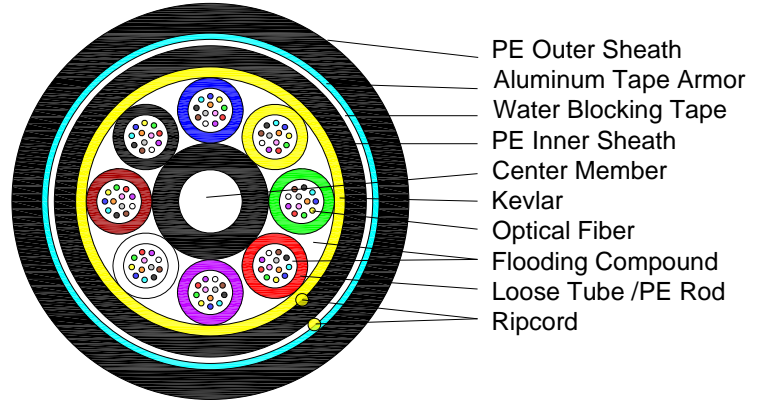 PE Outer Sheath
Aluminum Tape Armor
Water Blocking Tape
PE Inner Sheath
Center Member
Kevlar
Optical Fiber
Flooding Compound
Loose Tube /PE Rod
Ripcord